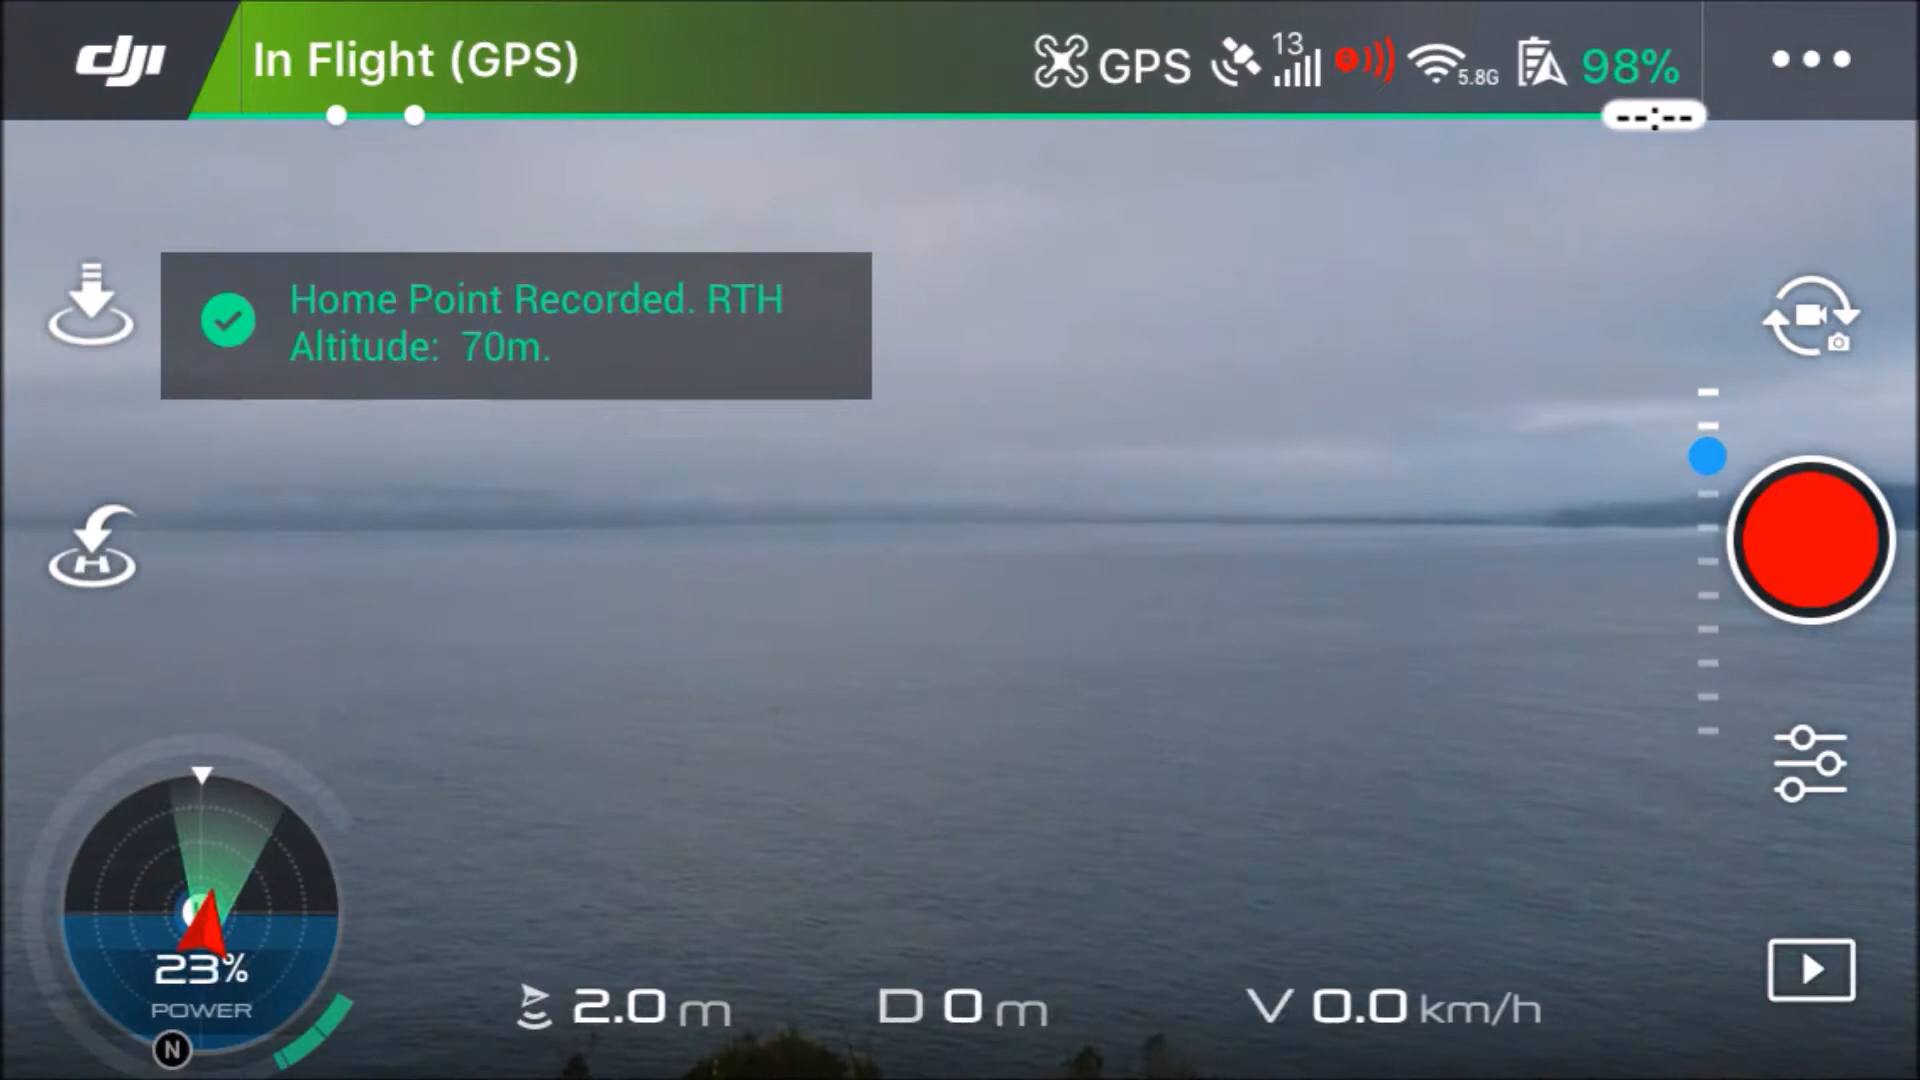 dji
In Flight (GPS)
GPS
13
5.8G
98%
--:--
Home Point Recorded. RTH
Altitude: 70m.
H
23%
POWER
N
2.0 m
D 0 m
V 0.0 km/h